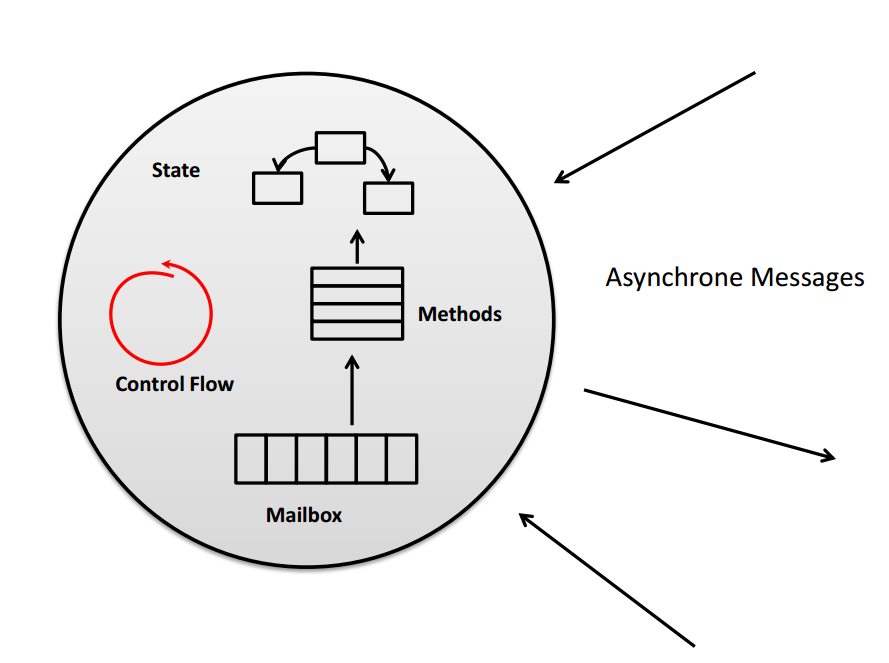 State
Asynchrone Messages
Methods
Control Flow
Mailbox